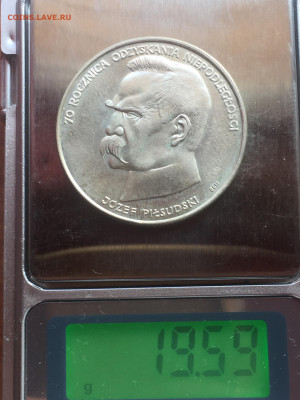 COINS.LAVE.RU
70 ROCZNICA ODZYSKANIA NIEPODLEGŁOŚCI
JÓZEF PIŁSUDSKI
19.59
g